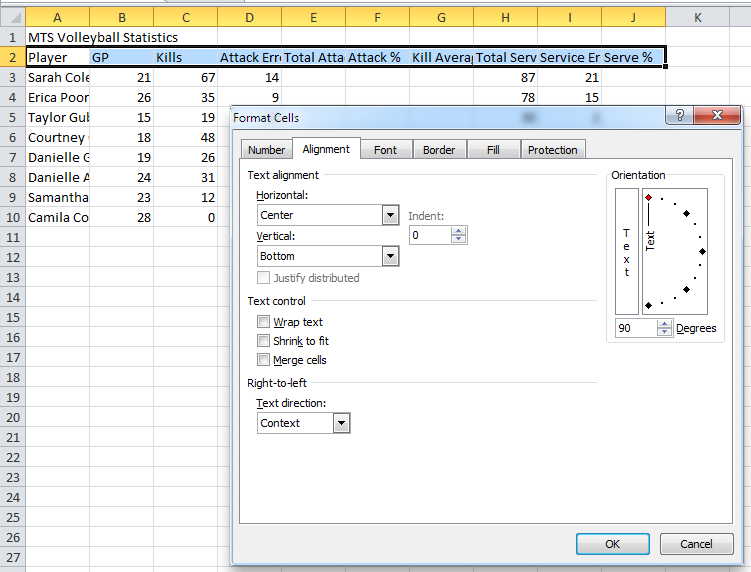 A B C D E F G H I J K
1 MTS Volleyball Statistics
2 Player GP Kills Attack Erro Total Atta Attack % Kill Averag Total Serv Service Er Serve %
3 Sarah Cole 21 67 14 87 21
4 Erica Poor 26 35 9 78 15
5 Taylor Gub 15 19
6 Courtney 18 48
7 Danielle G 19 26
8 Danielle A 24 31
9 Samantha 23 12
10 Camila Co 28 0
11
12
13
14
15
16
17
18
19
20
21
22
23
24
25
26
27
Format Cells
?
Number Alignment Font Border Fill Protection
Text alignment
Horizontal:
Center
Indent:
0
Vertical:
Bottom
Justify distributed
Text control
Wrap text
Shrink to fit
Merge cells
Right-to-left
Text direction:
Context
Orientation
Text
Text
90 Degrees
OK Cancel